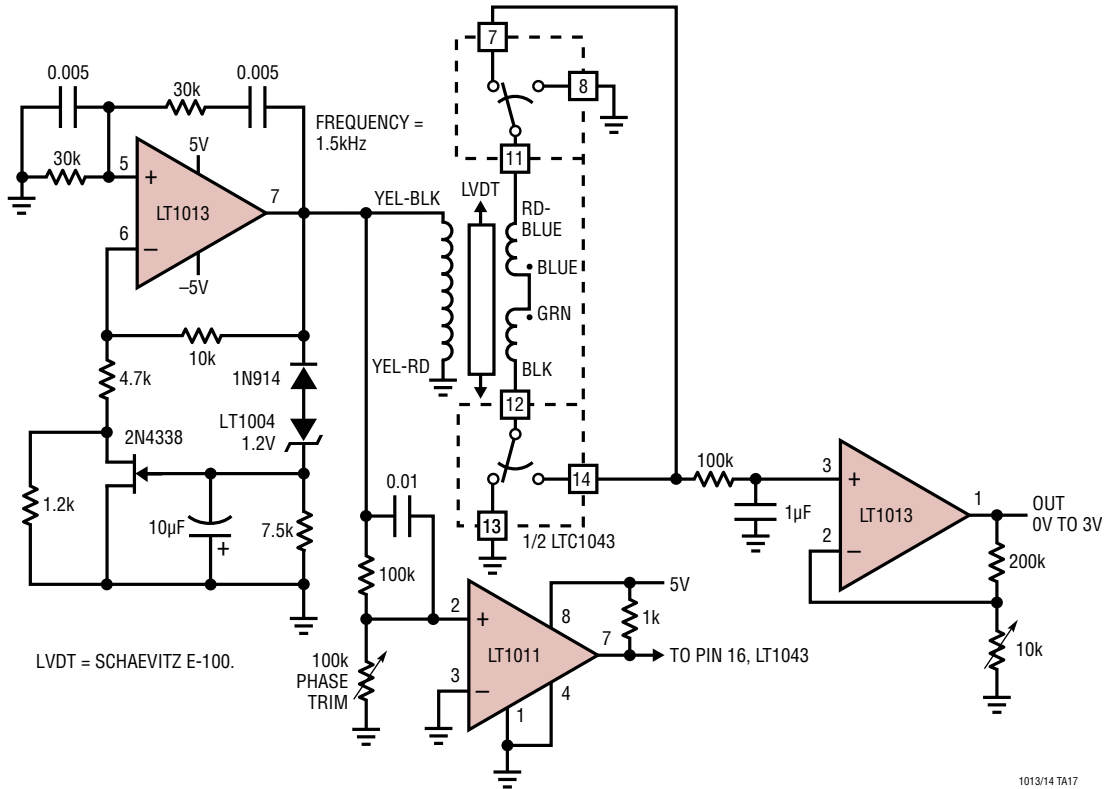 7
0.005
30k
0.005
8
FREQUENCY =
1.5kHz
30k
5
5V
+
11
LT1013
7
YEL-BLK
LVDT
RD-
BLUE
6
–
BLUE
–5V
GRN
10k
YEL-RD
BLK
4.7k
1N914
12
LT1004
1.2V
2N4338
100k
3
+
14
0.01
1
OUT
0V TO 3V
1.2k
10µF
+
7.5k
13
1µF
LT1013
1/2 LTC1043
2
–
200k
100k
5V
2
+
8
1k
LVDT = SCHAEVITZ E-100.
100k
PHASE
TRIM
LT1011
7
TO PIN 16, LT1043
10k
3
–
4
1
1013/14 TA17